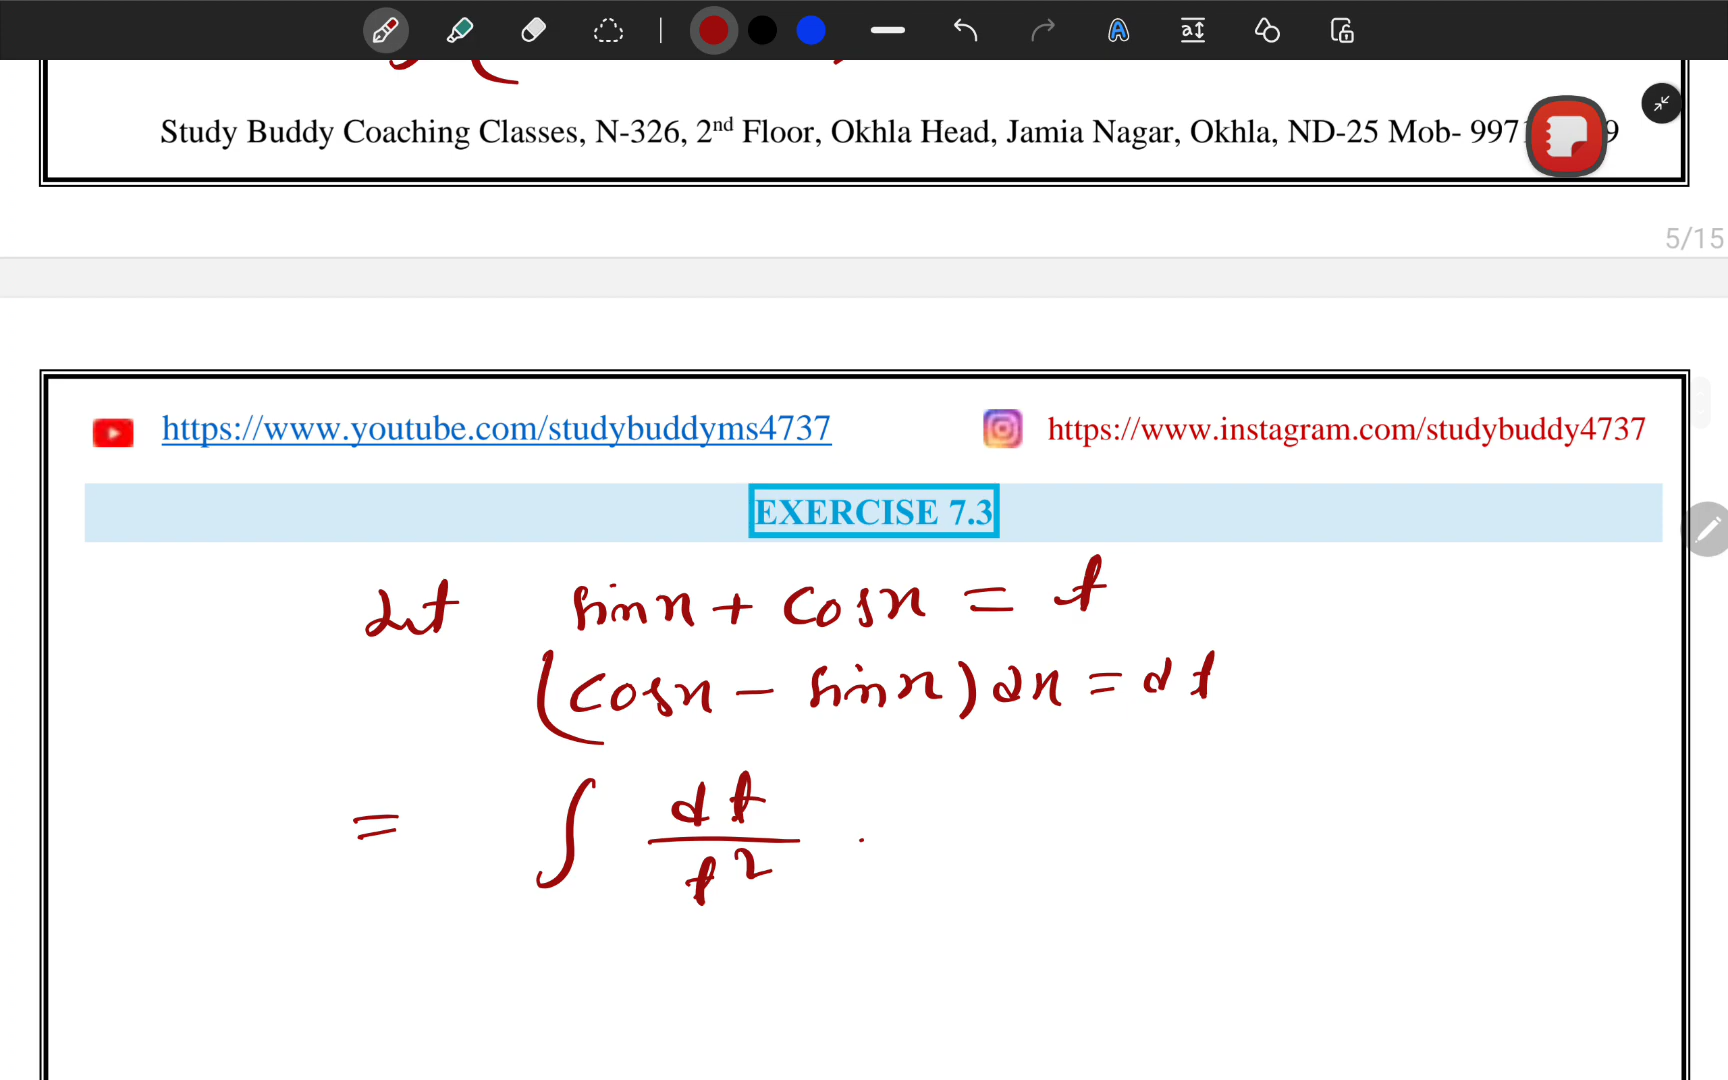 Study Buddy Coaching Classes, N-326, 2nd Floor, Okhla Head, Jamia Nagar, Okhla, ND-25 Mob- 997 9
5/15
https://www.youtube.com/studybuddyms4737
https://www.instagram.com/studybuddy4737
EXERCISE 7.3
Let sinx + cosx = t
(cosx - sinx) dx = dt
= ∫ dt/t²